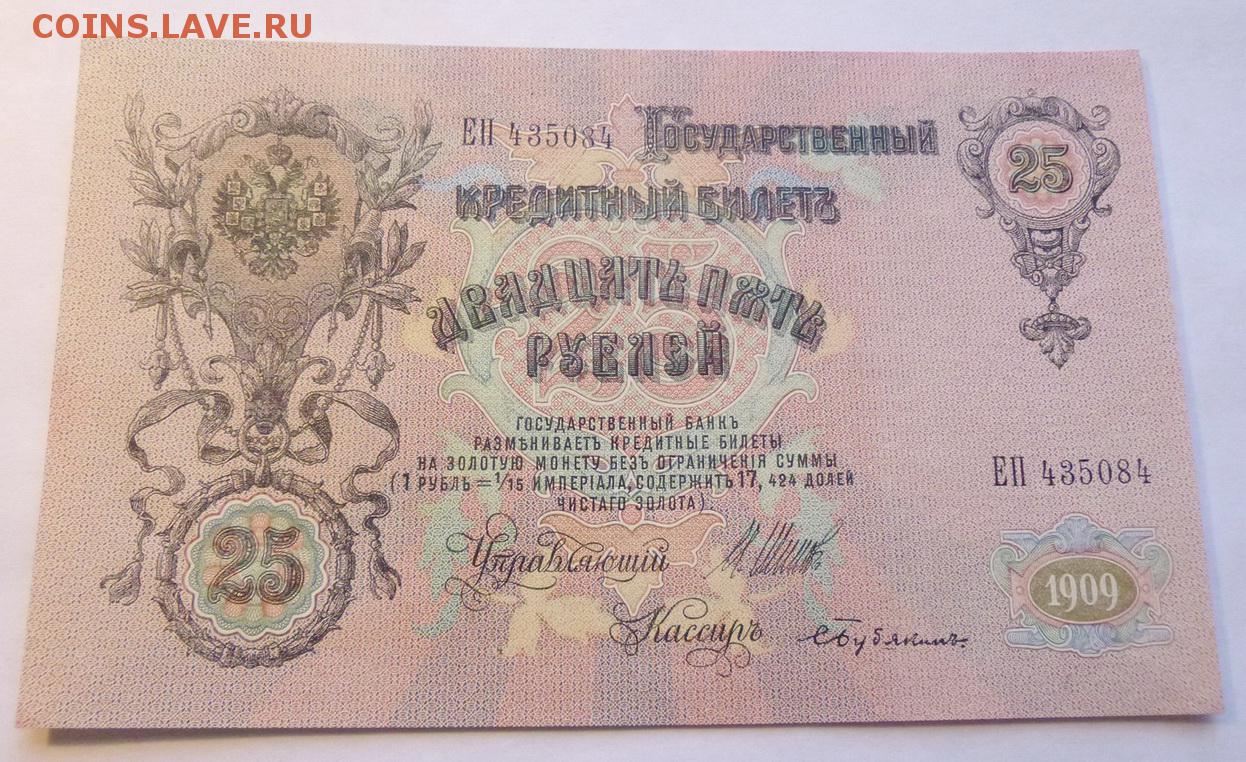 COINS.LAVE.RU
ЕП 435084 ГОСУДАРСТВЕННЫЙ
25
КРЕДИТНЫЙ БИЛЕТЪ
ДВАДЦАТЬ ПЯТЬ
РУБЛЕЙ
25
ГОСУДАРСТВЕННЫЙ БАНКЪ
РАЗМѢНИВАЕТЪ КРЕДИТНЫЕ БИЛЕТЫ
НА ЗОЛОТУЮ МОНЕТУ БЕЗЪ ОГРАНИЧЕНІЯ СУММЫ
(1 РУБЛЬ = 1/15 ИМПЕРІАЛА, СОДЕРЖИТЪ 17, 424 ДОЛЕЙ
ЧИСТАГО ЗОЛОТА).
ЕП 435084
25
Управляющій
1909
Кассиръ